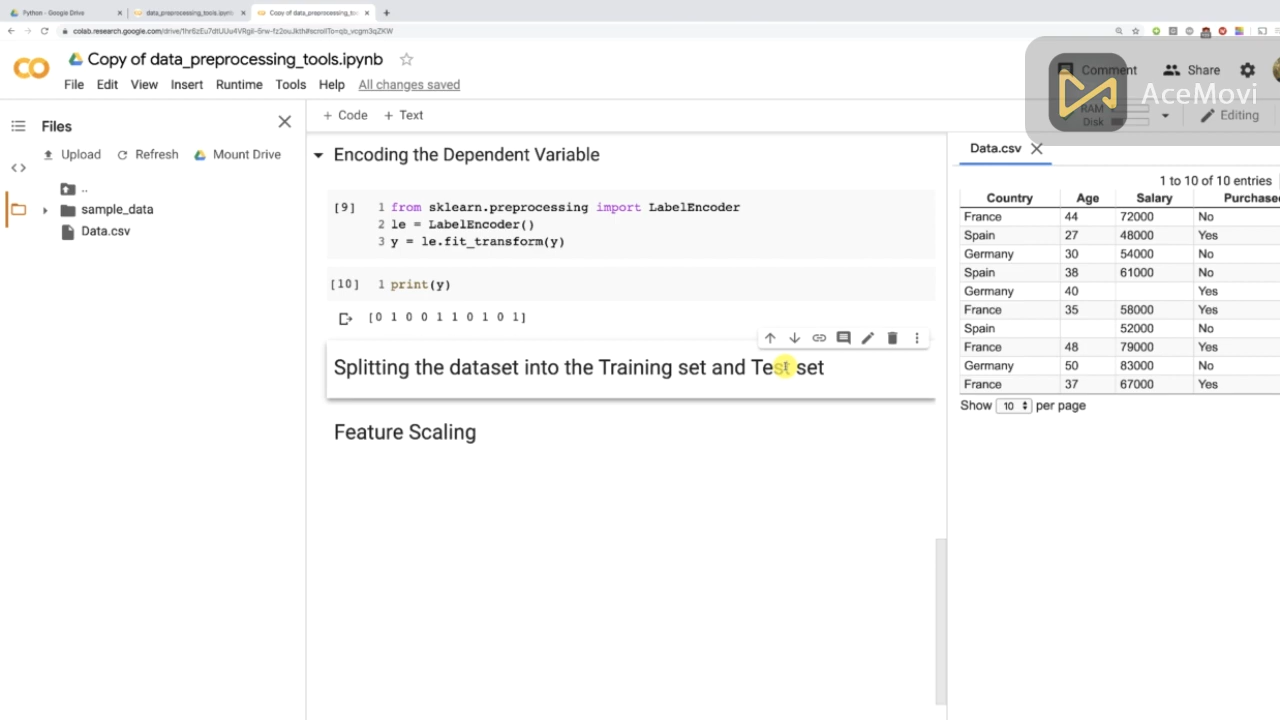 Python - Google Drive
data_preprocessing_tools.ipynb
Copy of data_preprocessing_to
colab.research.google.com/drive/
Copy of data_preprocessing_tools.ipynb
File Edit View Insert Runtime Tools Help All changes saved
Comment Share
AceMovi
RAM
Disk
Editing
Files
Upload Refresh Mount Drive
..
sample_data
Data.csv
+ Code + Text
Encoding the Dependent Variable
[9] 1 from sklearn.preprocessing import LabelEncoder
2 le = LabelEncoder()
3 y = le.fit_transform(y)
[10] 1 print(y)
[0 1 0 0 1 1 0 1 0 1]
Splitting the dataset into the Training set and Test set
Feature Scaling
Data.csv
1 to 10 of 10 entries
Country Age Salary Purchased
France 44 72000 No
Spain 27 48000 Yes
Germany 30 54000 No
Spain 38 61000 No
Germany 40 Yes
France 35 58000 Yes
Spain 52000 No
France 48 79000 Yes
Germany 50 83000 No
France 37 67000 Yes
Show 10 per page